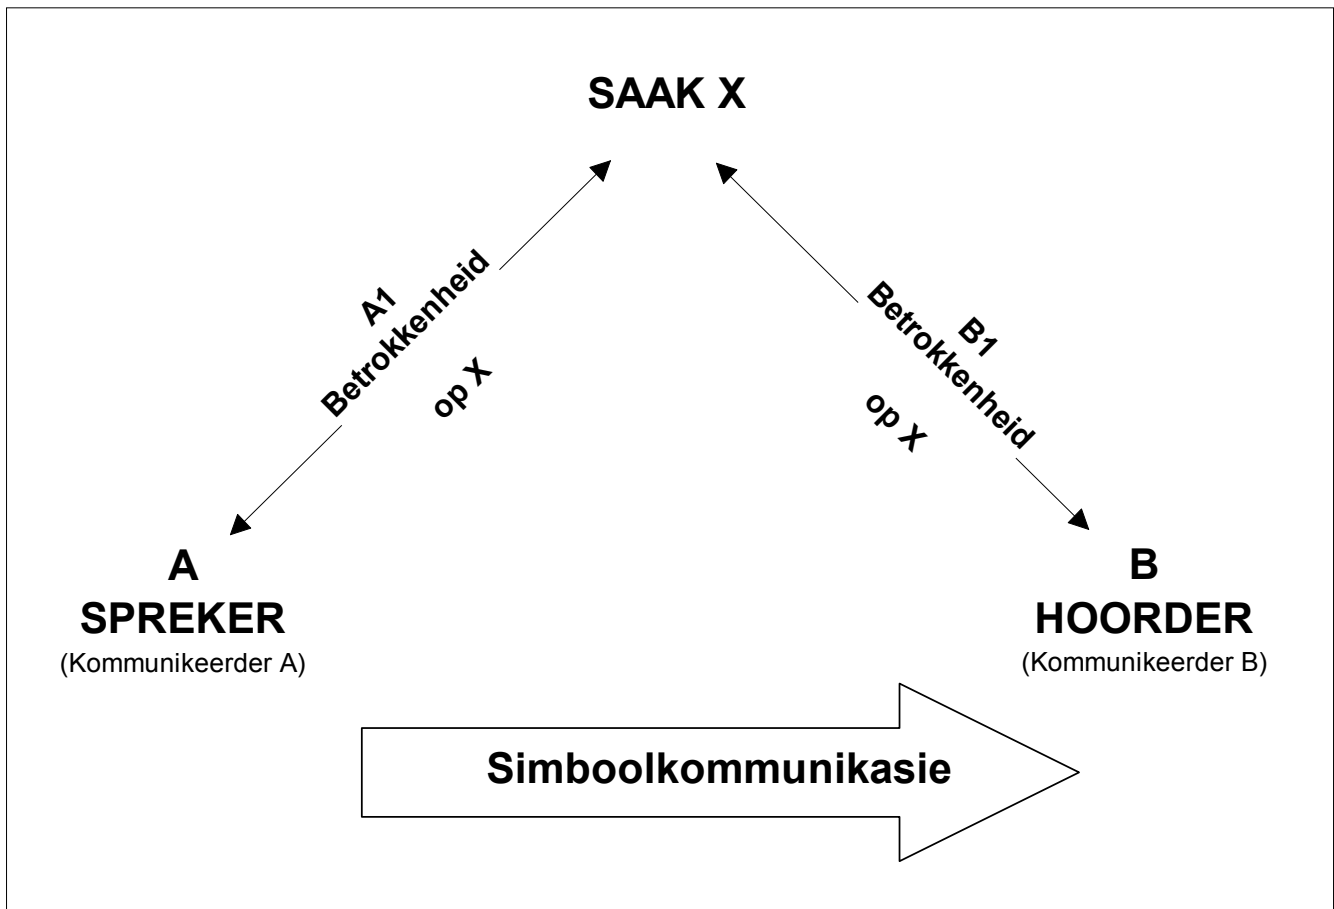 SAAK X
A1
Betrokkenheid
op X
B1
Betrokkenheid
op X
A
SPREKER
(Kommunikeerder A)
B
HOORDER
(Kommunikeerder B)
Simboolkommunikasie